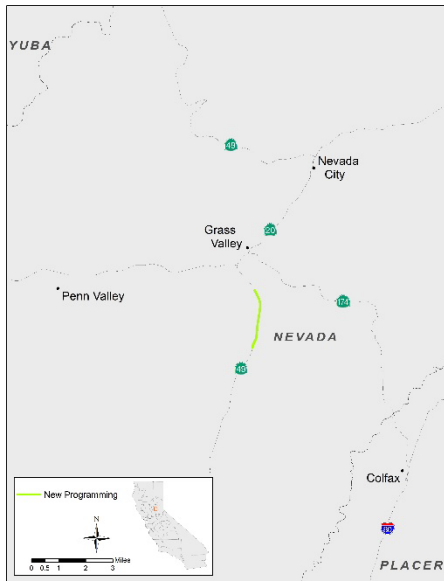 YUBA
49
Nevada
City
20
Grass
Valley
Penn Valley
174
NEVADA
49
Colfax
80
PLACER
New Programming
N
0 0.5 1 2 3
Miles